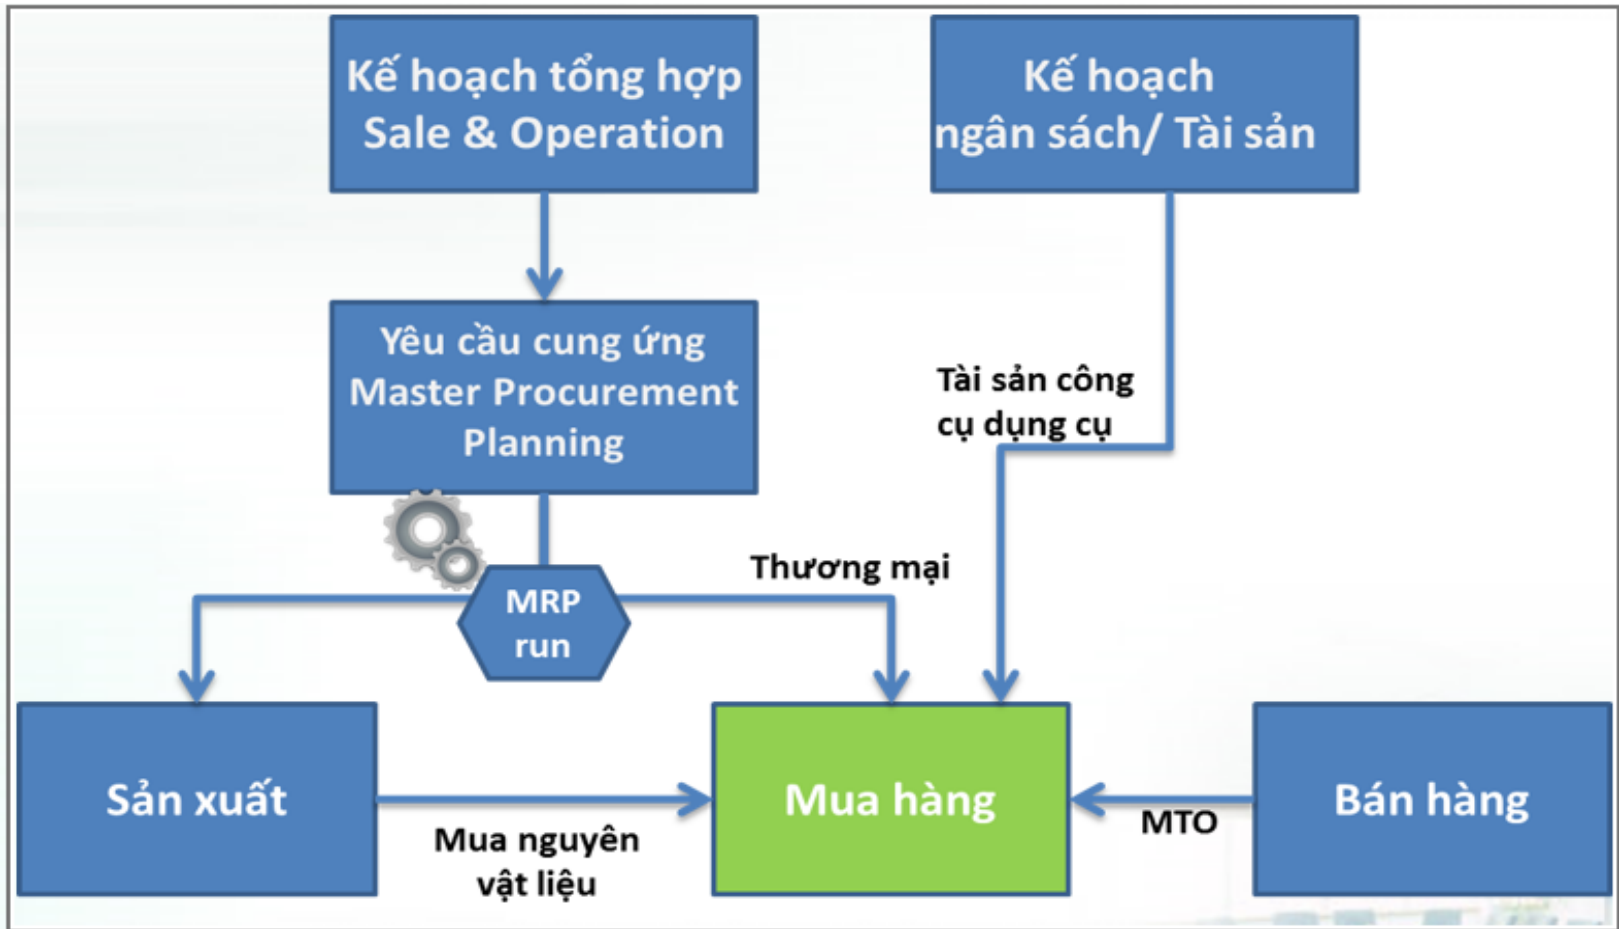 Kế hoạch tổng hợp
Sale & Operation
Kế hoạch
ngân sách/ Tài sản
Yêu cầu cung ứng
Master Procurement
Planning
Tài sản công
cụ dụng cụ
Thương mại
MRP
run
Sản xuất
Mua nguyên
vật liệu
Mua hàng
MTO
Bán hàng